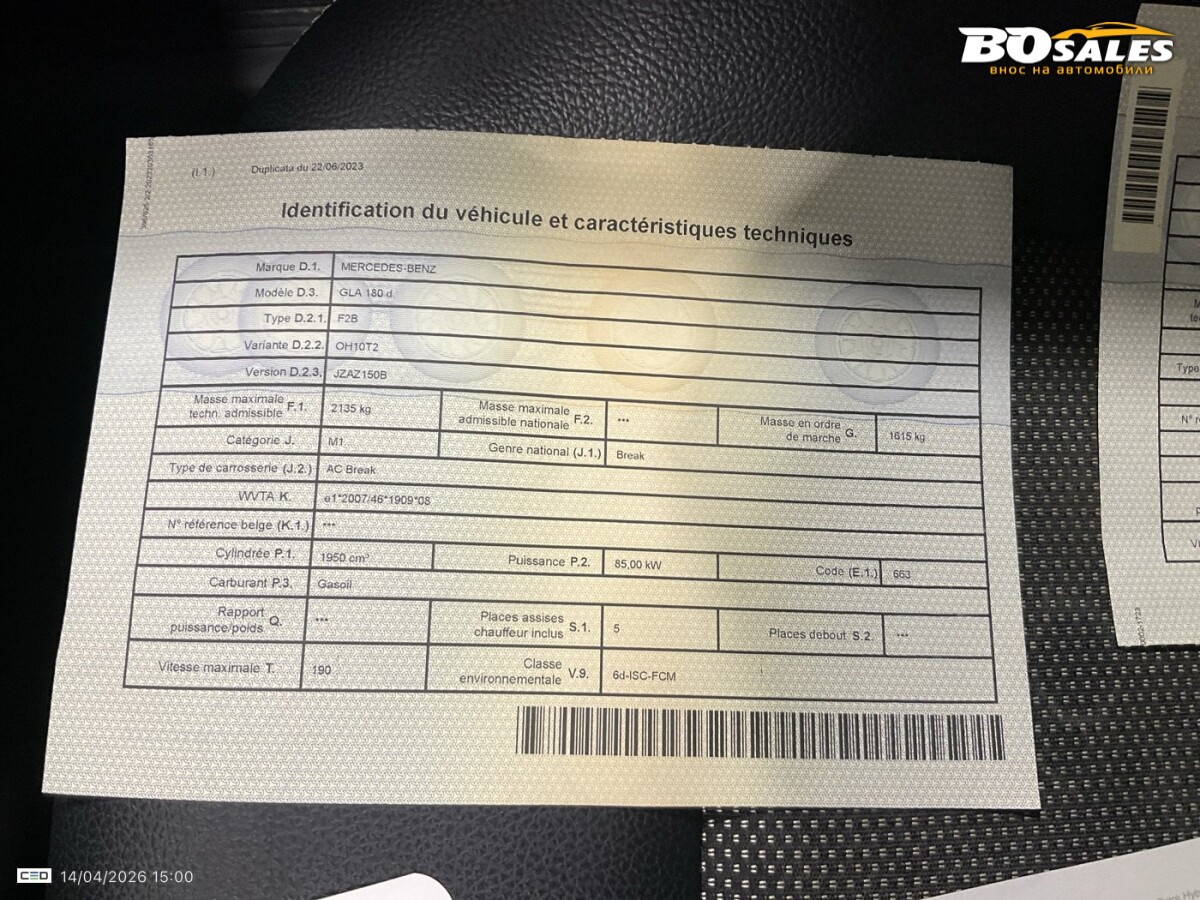 BOSALES
внос на автомобили
(I.1.) Duplicata du 22/06/2023
Identification du véhicule et caractéristiques techniques
Marque D.1. MERCEDES-BENZ
Modèle D.3. GLA 180 d
Type D.2.1. F2B
Variante D.2.2. OH10T2
Version D.2.3. JZAZ150B
Masse maximale techn. admissible F.1. 2135 kg Masse maximale admissible nationale F.2. *** Masse en ordre de marche G. 1615 kg
Catégorie J. M1 Genre national (J.1.) Break
Type de carrosserie (J.2.) AC Break
WVTA K. e1*2007/46*1909*08
N° référence belge (K.1.) ***
Cylindrée P.1. 1950 cm³ Puissance P.2. 85,00 kW Code (E.1.) 663
Carburant P.3. Gasoil
Rapport puissance/poids Q. *** Places assises chauffeur inclus S.1. 5 Places debout S.2. ***
Vitesse maximale T. 190 Classe environnementale V.9. 6d-ISC-FCM
Type
CEO 14/04/2026 15:00